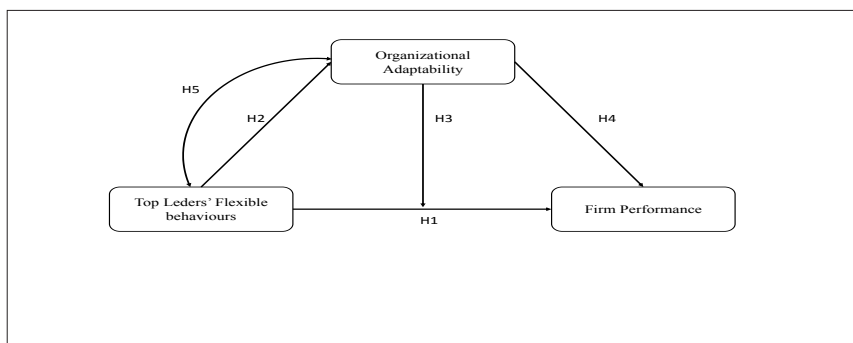 Organizational
Adaptability
H5
H2
H3
H4
Top Leders’ Flexible
behaviours
Firm Performance
H1